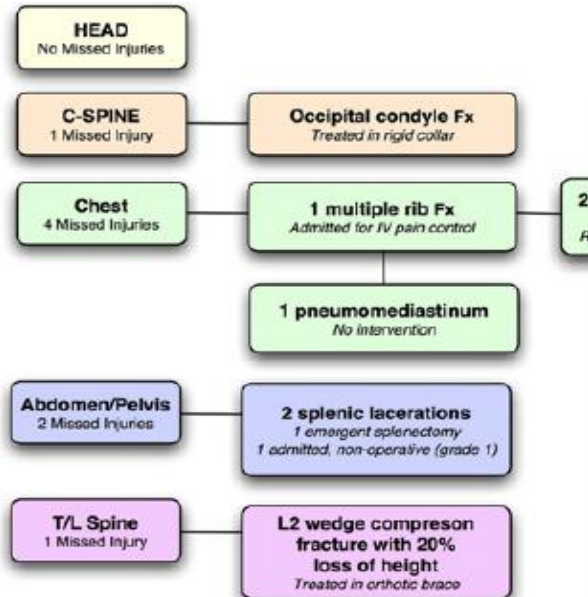 HEAD
No Missed Injuries
C-SPINE
1 Missed Injury
Occipital condyle Fx
Treated in rigid collar
Chest
4 Missed Injuries
1 multiple rib Fx
Admitted for IV pain control
2
R
1 pneumomediastinum
No intervention
Abdomen/Pelvis
2 Missed Injuries
2 splenic lacerations
1 emergent splenectomy
1 admitted, non-operative (grade 1)
T/L Spine
1 Missed Injury
L2 wedge compreson
fracture with 20%
loss of height
Treated in orthotic brace